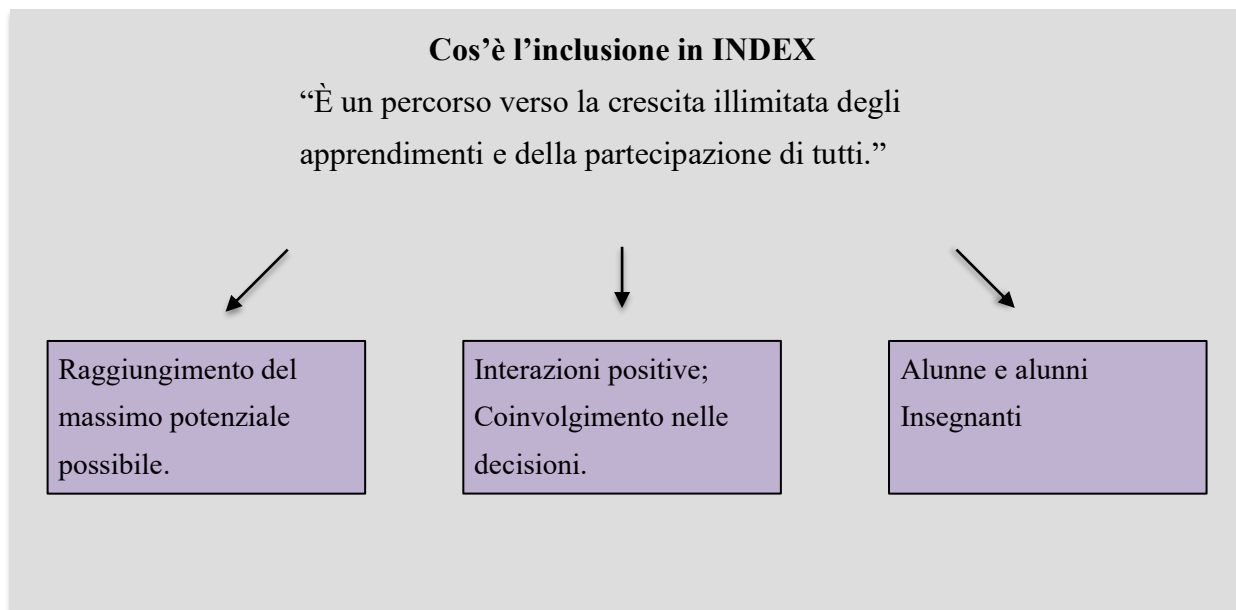 Cos’è l’inclusione in INDEX
“È un percorso verso la crescita illimitata degli
apprendimenti e della partecipazione di tutti.”
Raggiungimento del
massimo potenziale
possibile.
Interazioni positive;
Coinvolgimento nelle
decisioni.
Alunne e alunni
Insegnanti